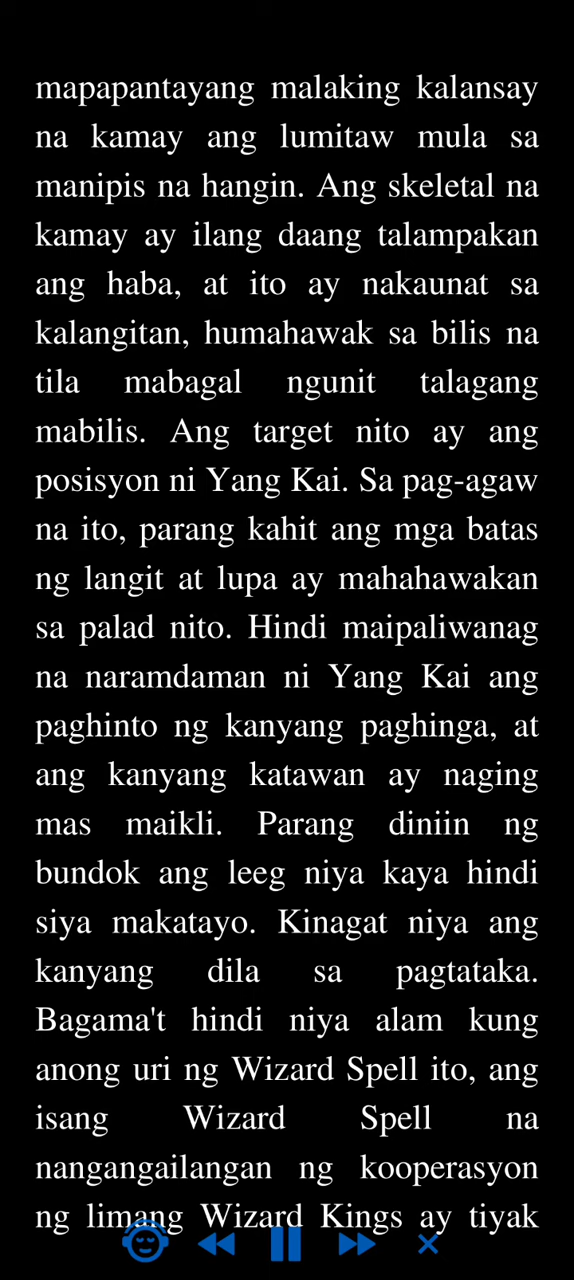 mapapantayang malaking kalansay
na kamay ang lumitaw mula sa
manipis na hangin. Ang skeletal na
kamay ay ilang daang talampakan
ang haba, at ito ay nakaunat sa
kalangitan, humahawak sa bilis na
tila mabagal ngunit talagang
mabilis. Ang target nito ay ang
posisyon ni Yang Kai. Sa pag-agaw
na ito, parang kahit ang mga batas
ng langit at lupa ay mahahawakan
sa palad nito. Hindi maipaliwanag
na naramdaman ni Yang Kai ang
paghinto ng kanyang paghinga, at
ang kanyang katawan ay naging
mas maikli. Parang diniin ng
bundok ang leeg niya kaya hindi
siya makatayo. Kinagat niya ang
kanyang dila sa pagtataka.
Bagama't hindi niya alam kung
anong uri ng Wizard Spell ito, ang
isang Wizard Spell na
nangangailangan ng kooperasyon
ng limang Wizard Kings ay tiyak